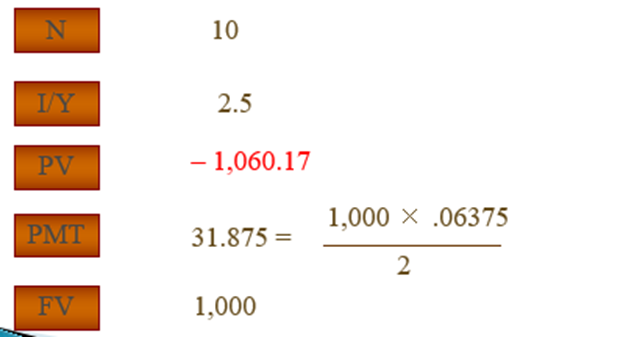 N 10
I/Y 2.5
PV – 1,060.17
PMT 31.875 = 1,000 × .06375
2
FV 1,000